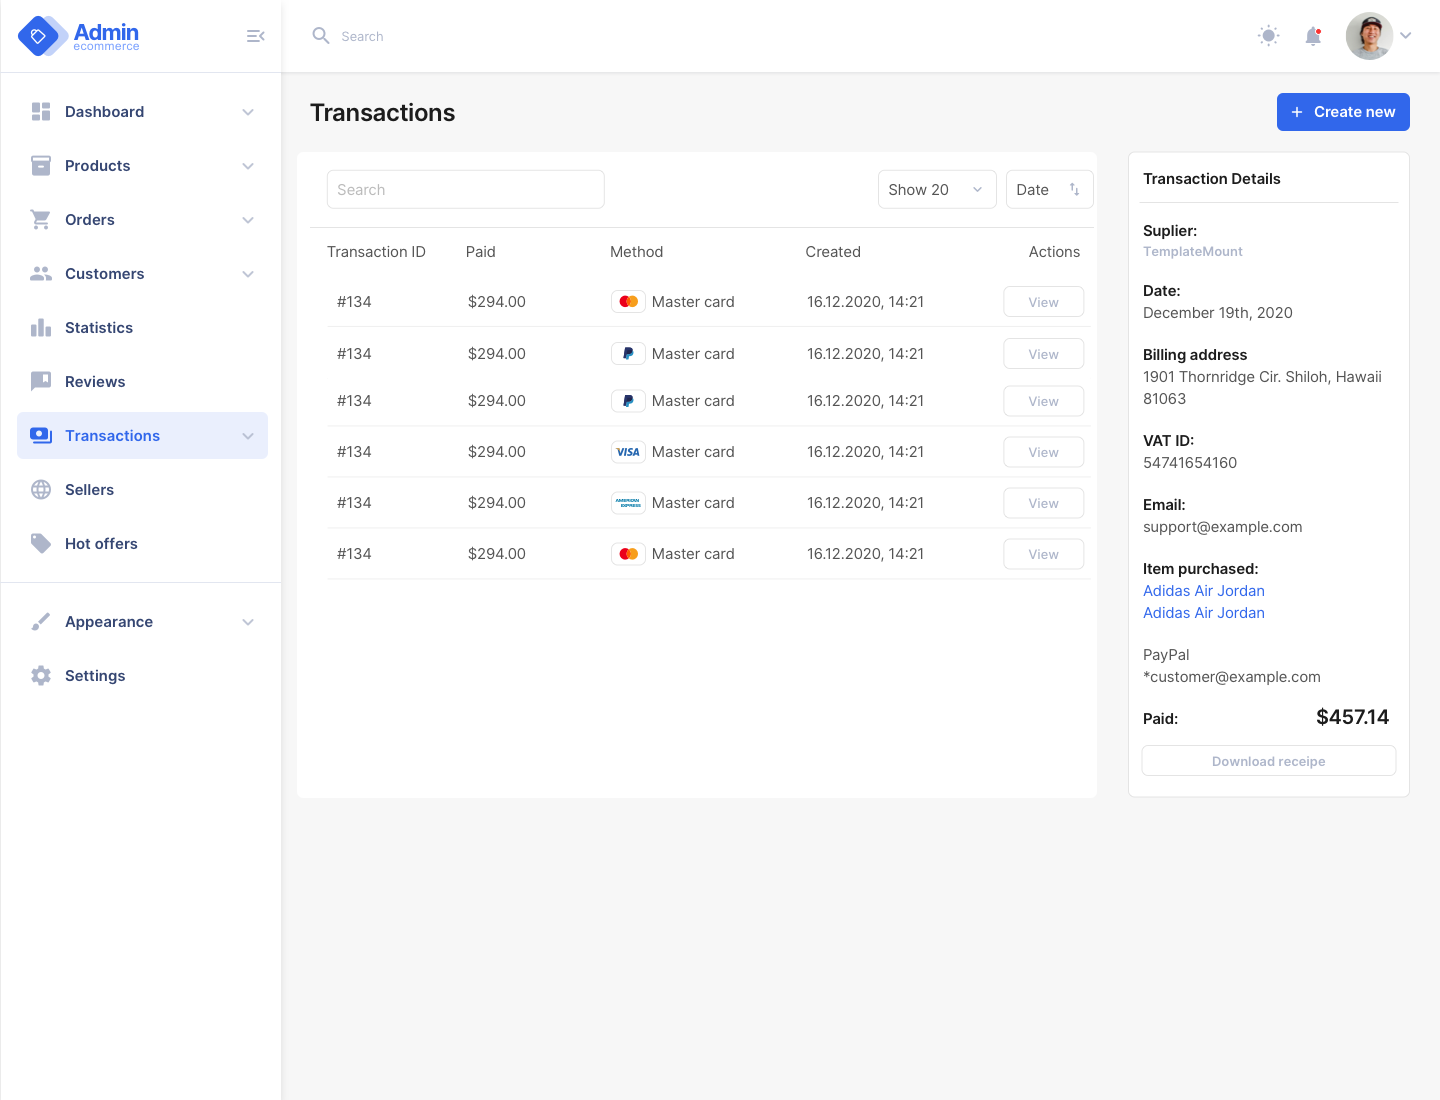 Admin
ecommerce
Search
Dashboard
Products
Orders
Customers
Statistics
Reviews
Transactions
Sellers
Hot offers
Appearance
Settings
Transactions
+ Create new
Search
Show 20
Date
Transaction ID Paid Method Created Actions
#134 $294.00 Master card 16.12.2020, 14:21 View
#134 $294.00 Master card 16.12.2020, 14:21 View
#134 $294.00 Master card 16.12.2020, 14:21 View
#134 $294.00 VISA Master card 16.12.2020, 14:21 View
#134 $294.00 AMERICAN EXPRESS Master card 16.12.2020, 14:21 View
#134 $294.00 Master card 16.12.2020, 14:21 View
Transaction Details
Suplier:
TemplateMount
Date:
December 19th, 2020
Billing address
1901 Thornridge Cir. Shiloh, Hawaii
81063
VAT ID:
54741654160
Email:
support@example.com
Item purchased:
Adidas Air Jordan
Adidas Air Jordan
PayPal
*customer@example.com
Paid: $457.14
Download receipe